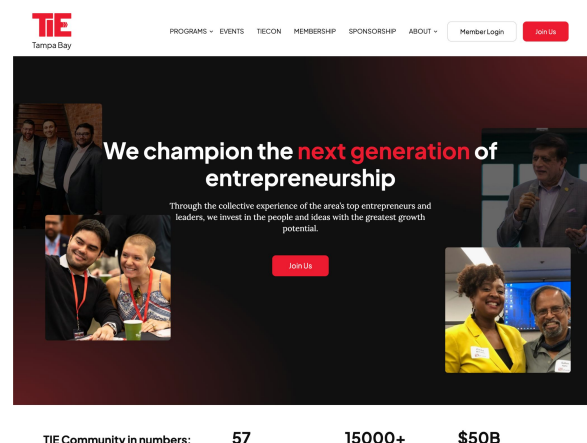 TiE
Tampa Bay
PROGRAMS EVENTS TIECON MEMBERSHIP SPONSORSHIP ABOUT Member Login Join Us
We champion the next generation of
entrepreneurship
Through the collective experience of the area's top entrepreneurs and
leaders, we invest in the people and ideas with the greatest growth
potential.
Join Us
TIE Community in numbers: 57 15000+ $50B